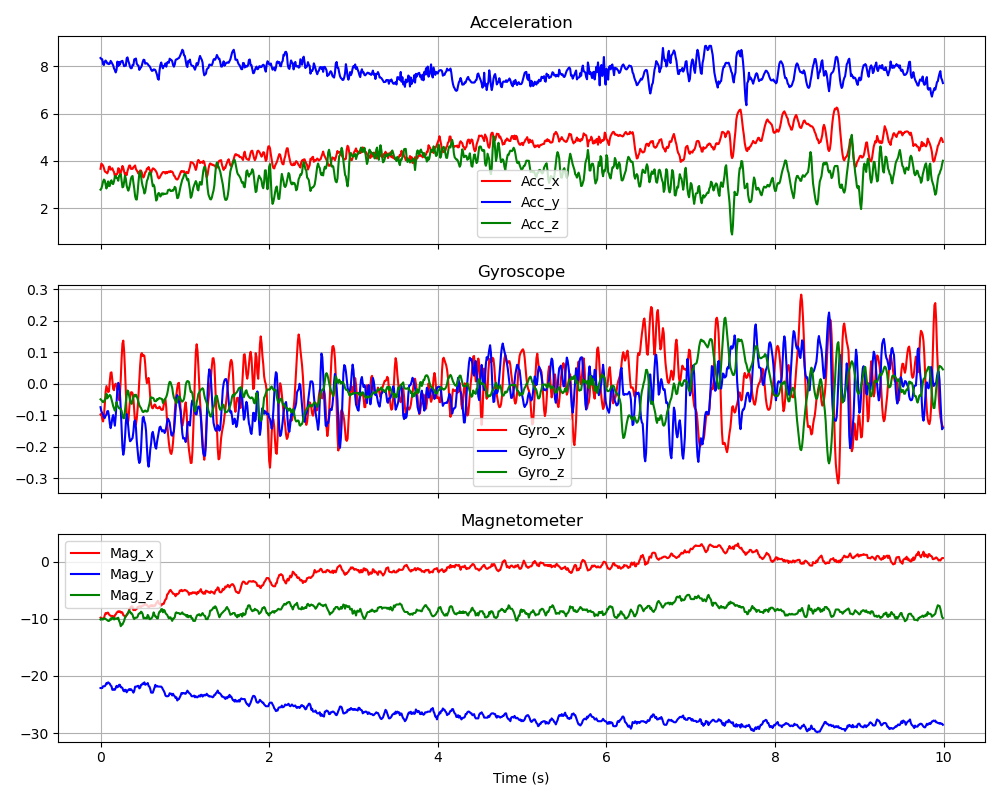 Acceleration
8
6
4
2
Acc_x
Acc_y
Acc_z
Gyroscope
0.3
0.2
0.1
0.0
−0.1
−0.2
−0.3
Gyro_x
Gyro_y
Gyro_z
Magnetometer
0
−10
−20
−30
Mag_x
Mag_y
Mag_z
0 2 4 6 8 10
Time (s)